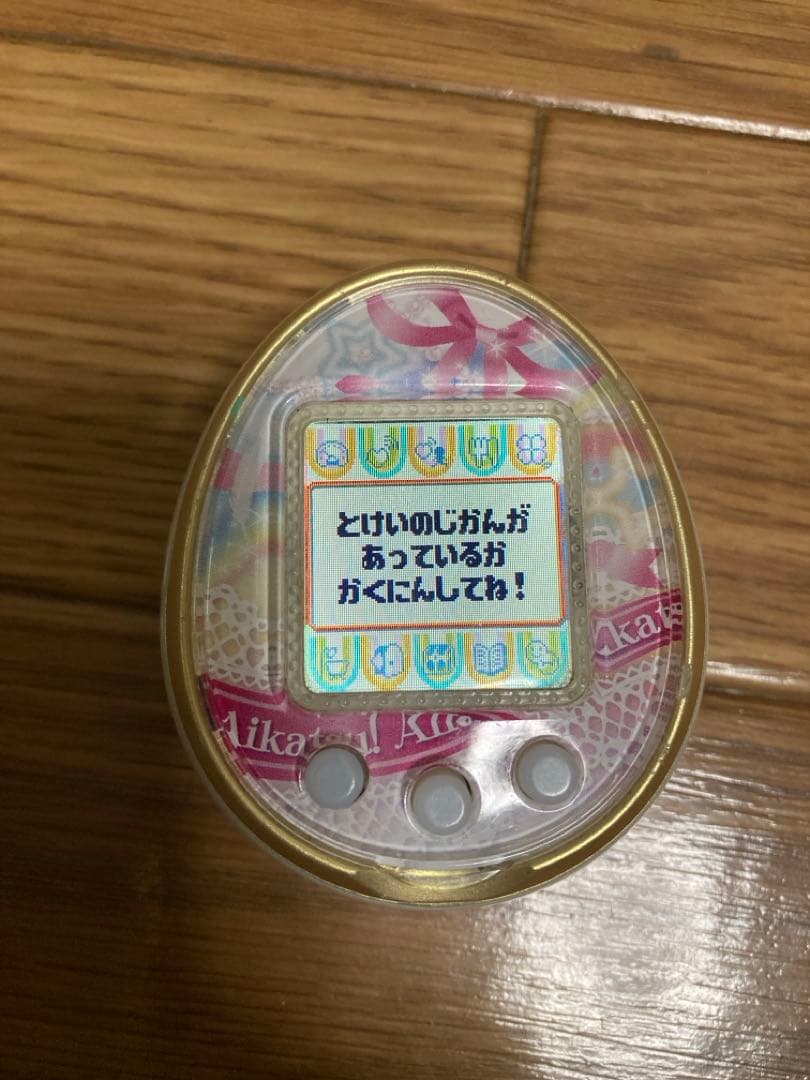 とけいのじかんが
あっているか
かくにんしてね！
Aikatsu!